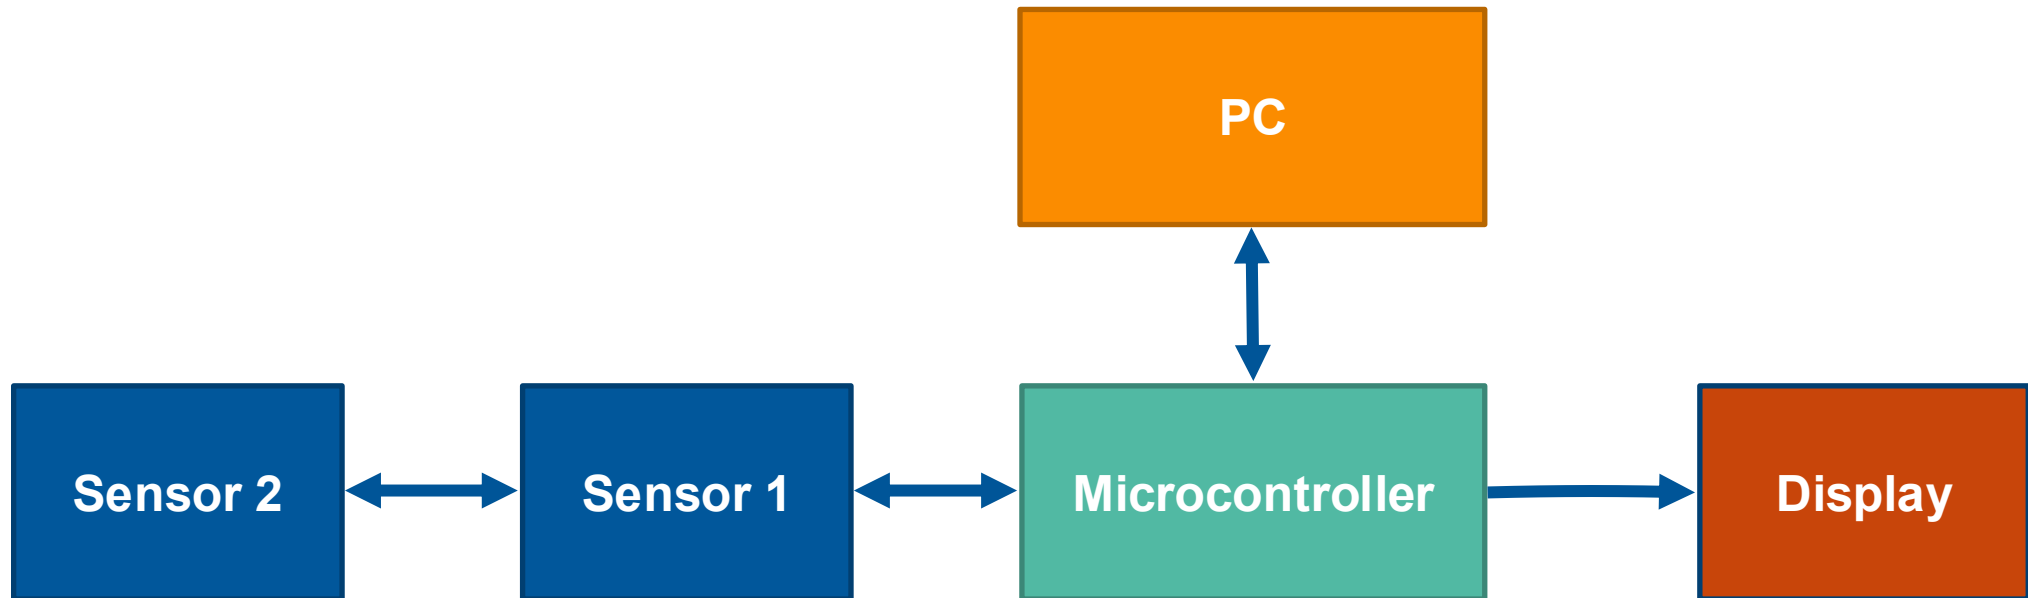 PC
Sensor 2
Sensor 1
Microcontroller
Display